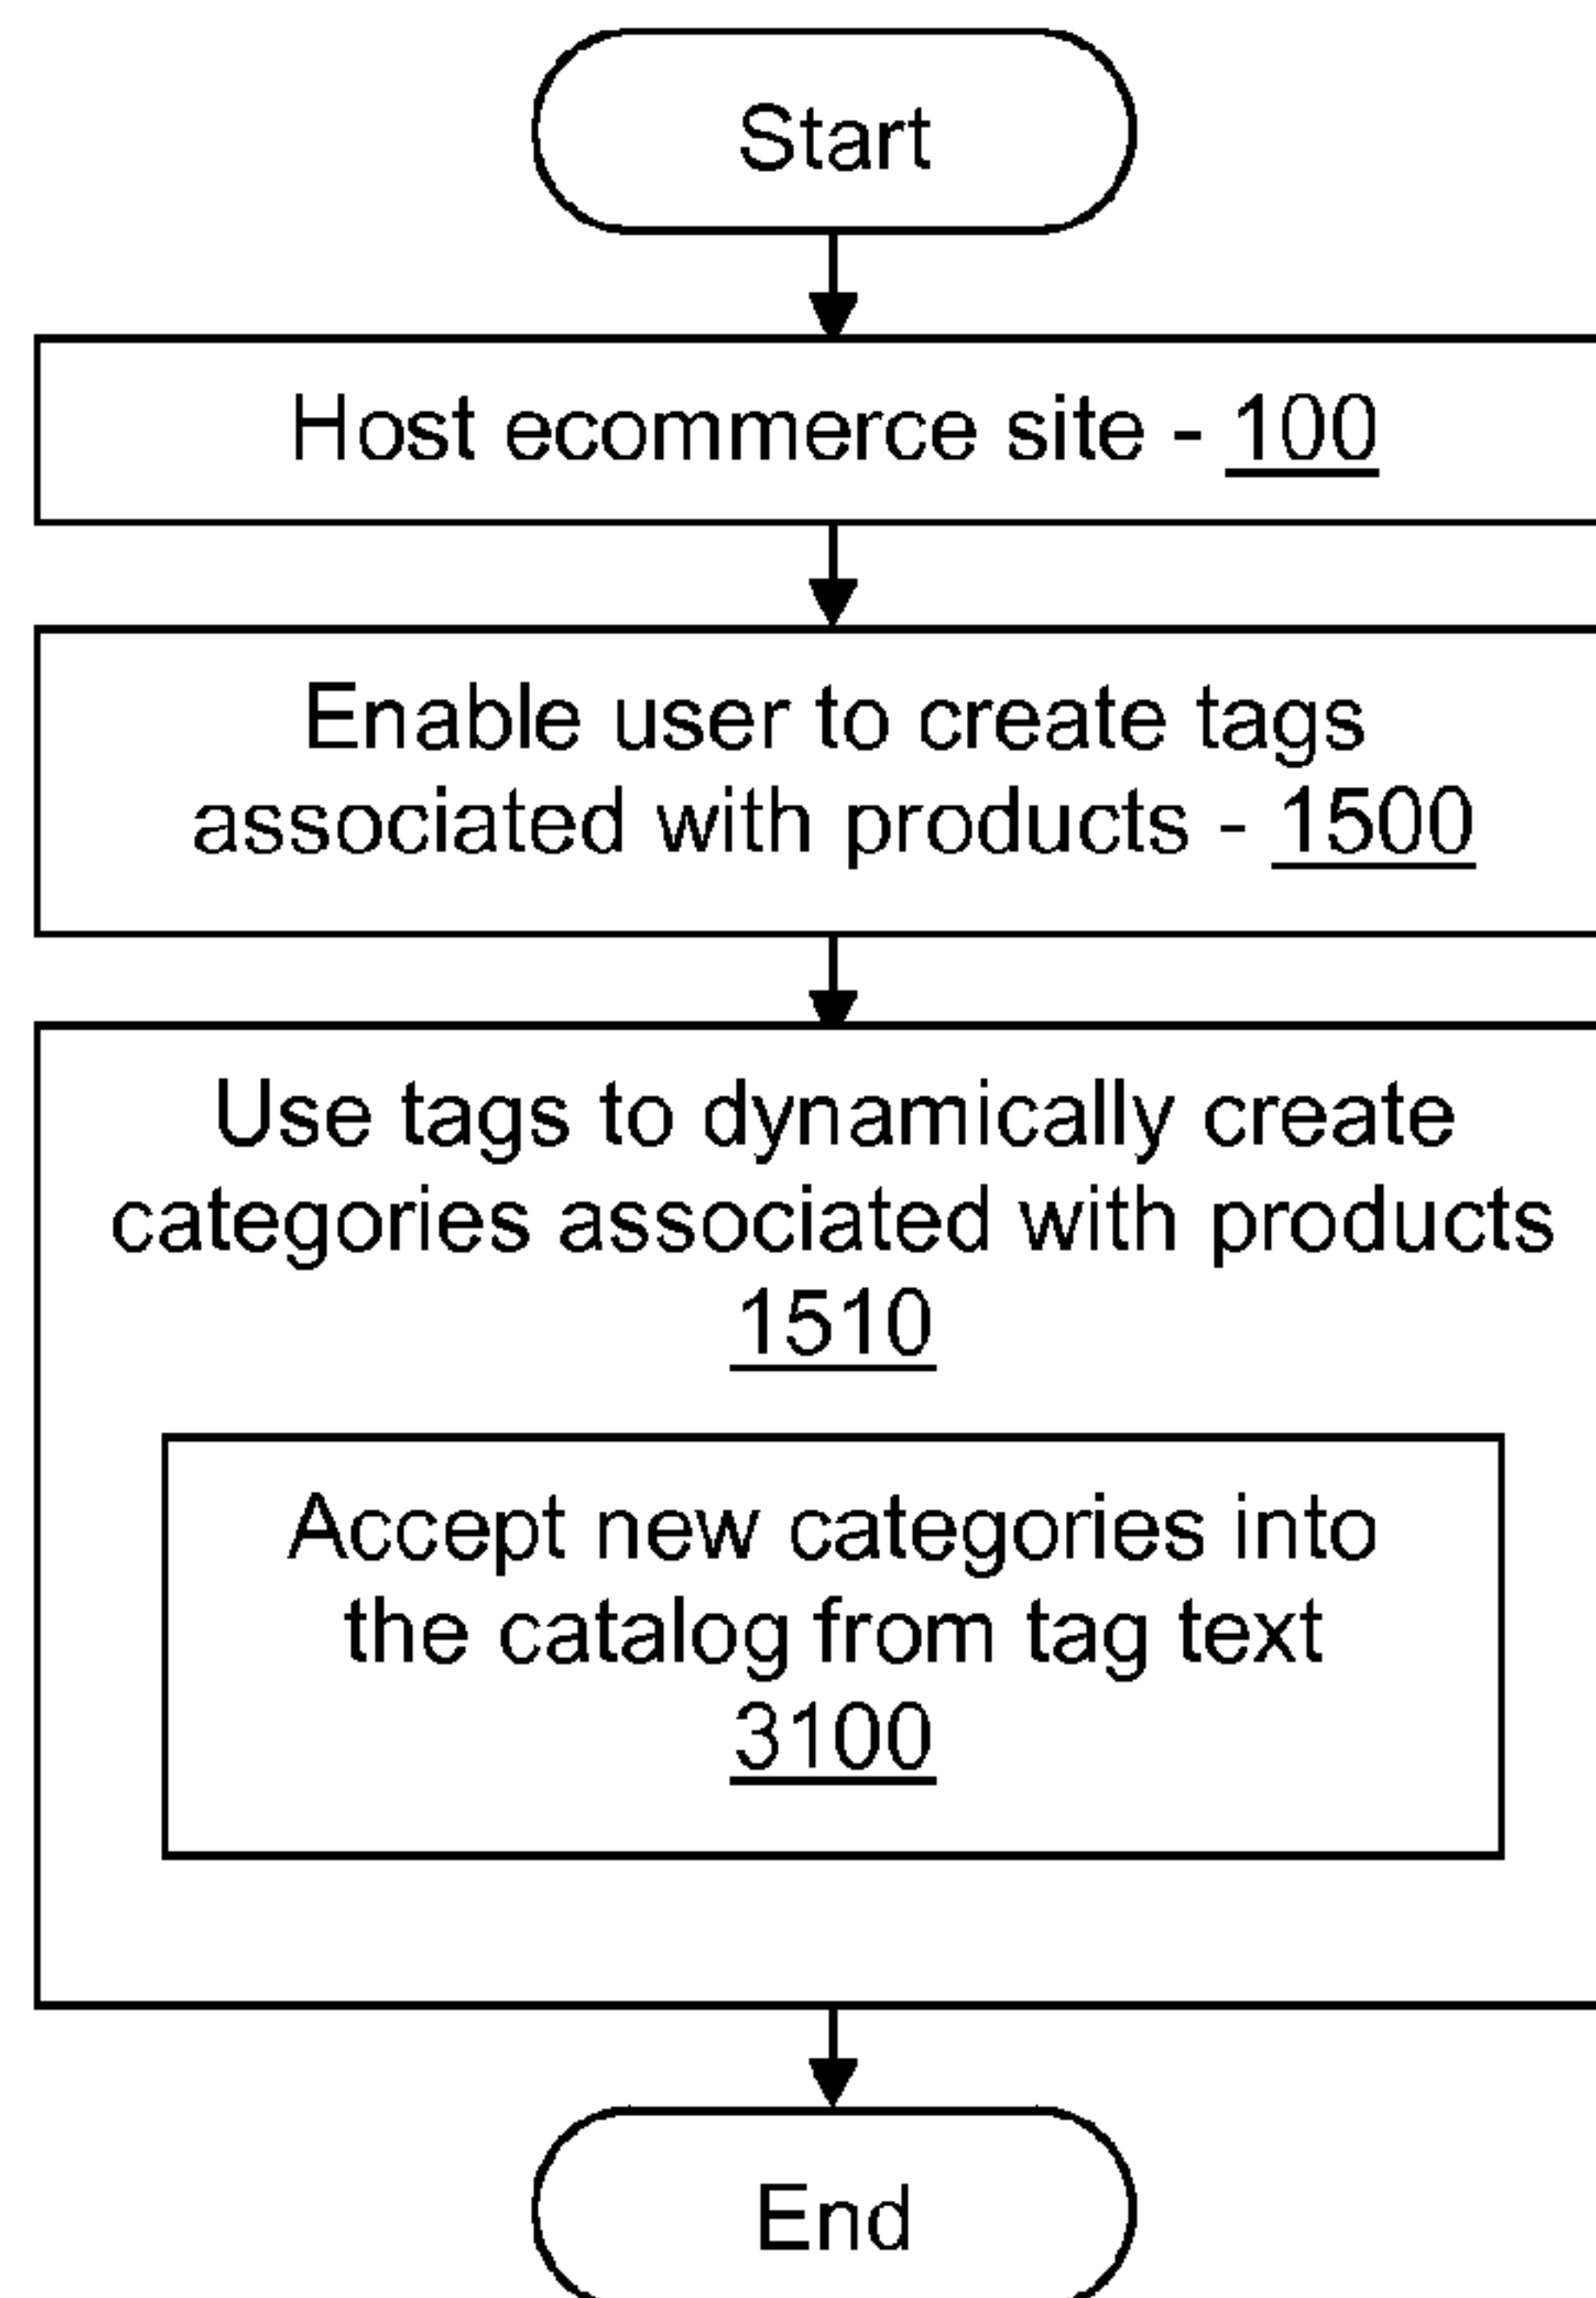 Start
Host ecommerce site - 100
Enable user to create tags
associated with products - 1500
Use tags to dynamically create
categories associated with products
1510
Accept new categories into
the catalog from tag text
3100
End